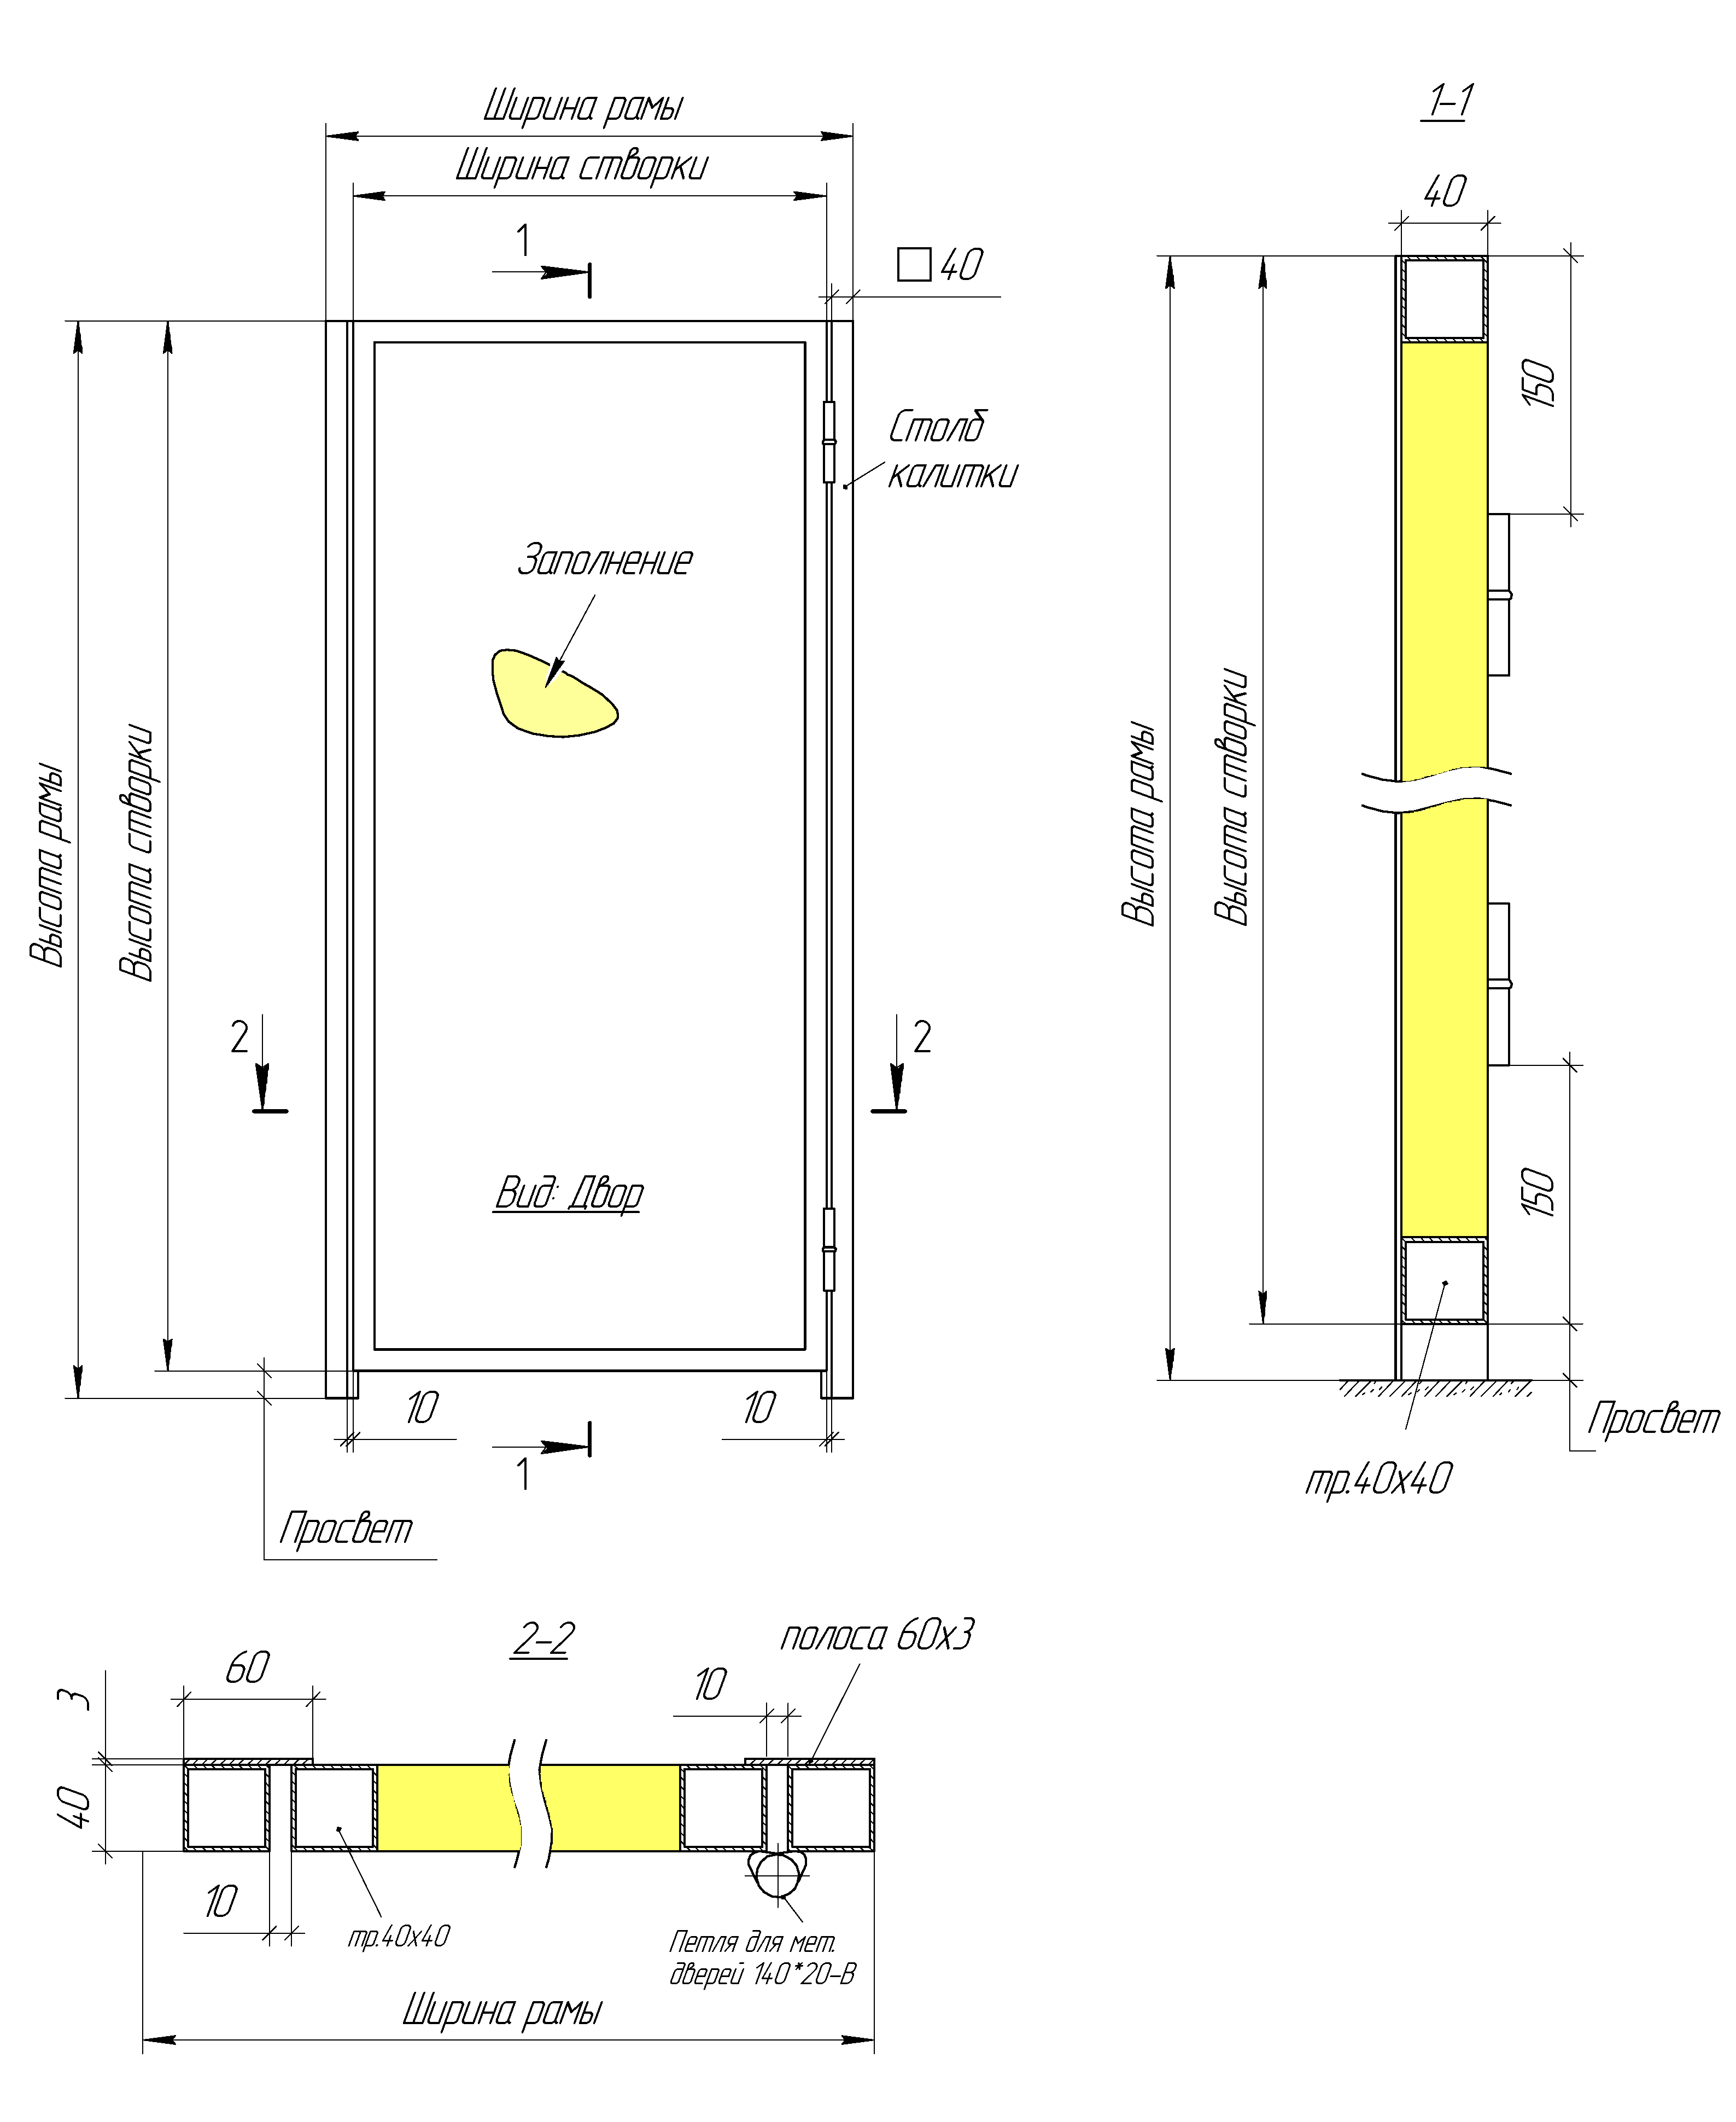 Ширина рамы
Ширина створки
1
□40
Столб
калитки
Заполнение
Высота рамы
Высота створки
2
2
Вид: Двор
10
10
1
Просвет
1-1
40
150
Высота рамы
Высота створки
150
Просвет
тр.40х40
2-2
полоса 60х3
60
10
3
40
10
тр.40х40
Петля для мет.
дверей 140*20-В
Ширина рамы